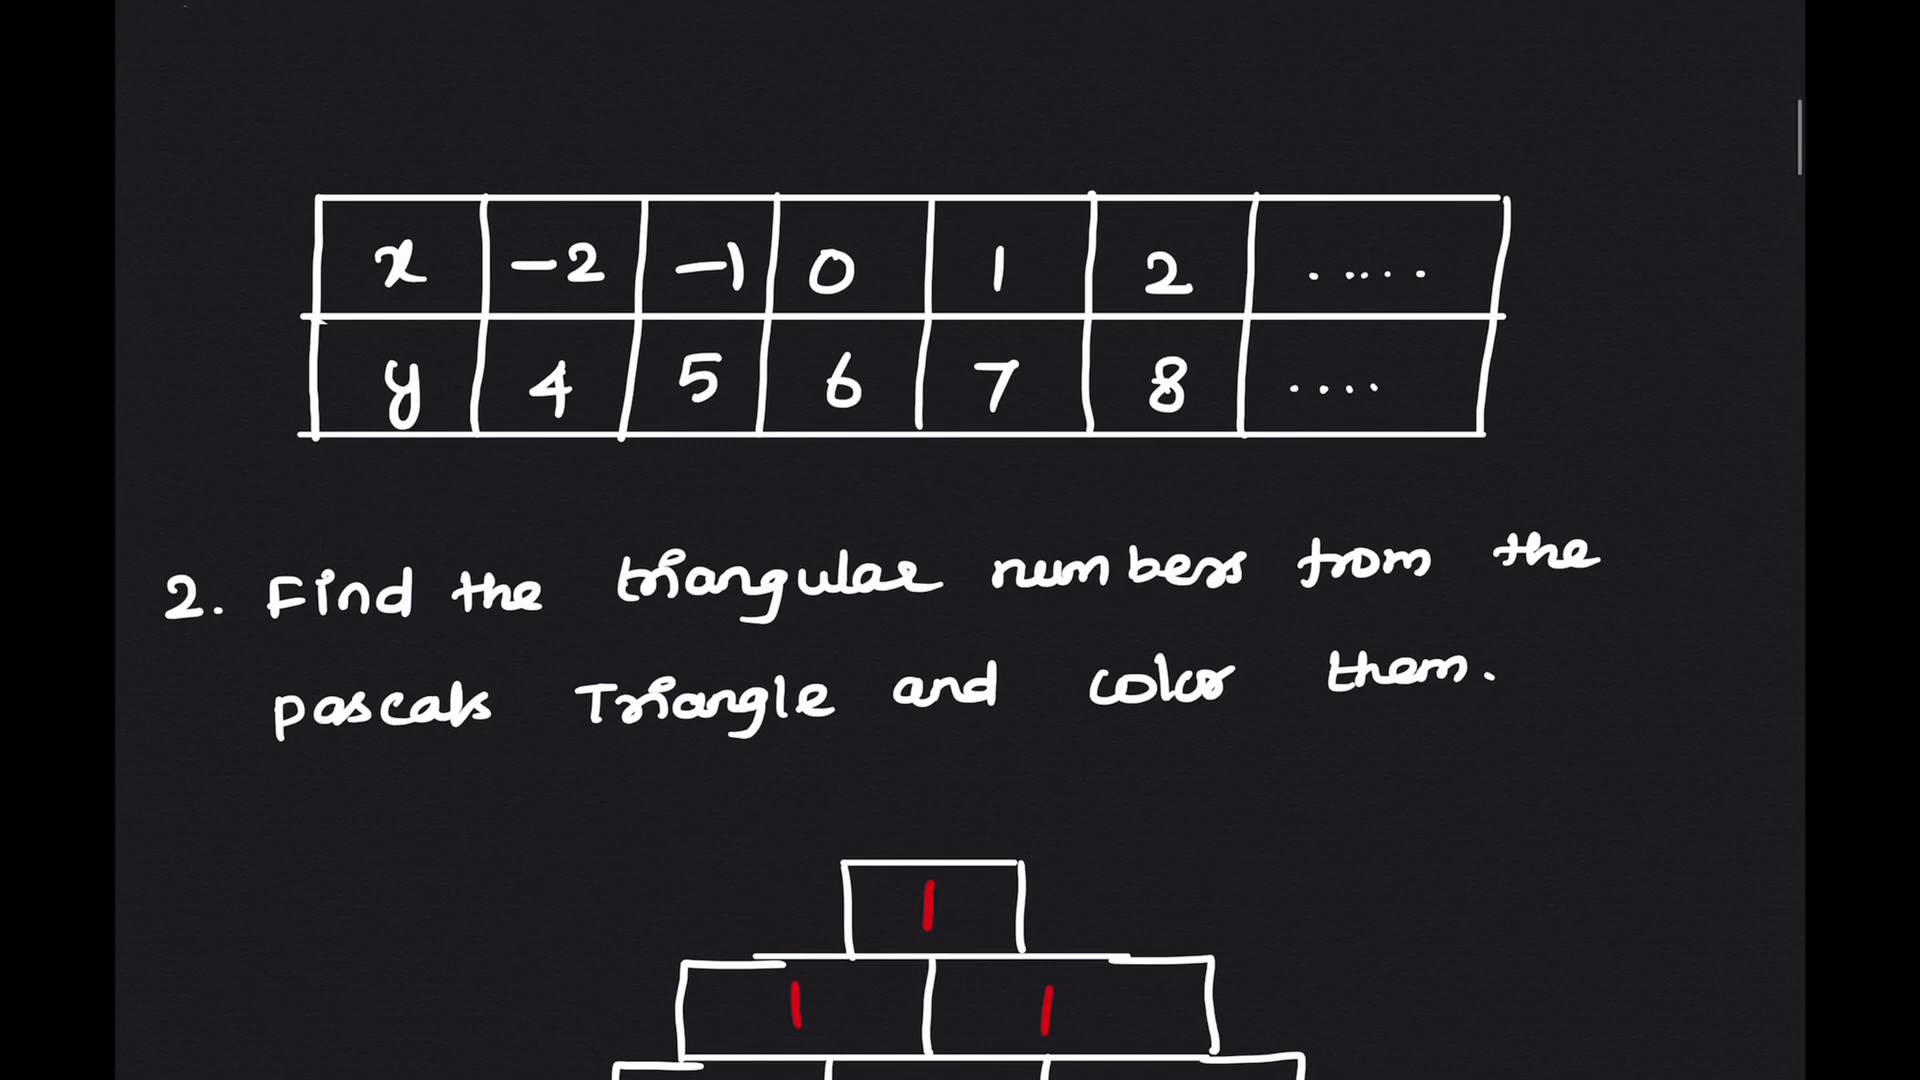 x -2 -1 0 1 2 .....
y 4 5 6 7 8 ....
2. Find the triangular numbers from the
pascals Triangle and color them.
1
1 1